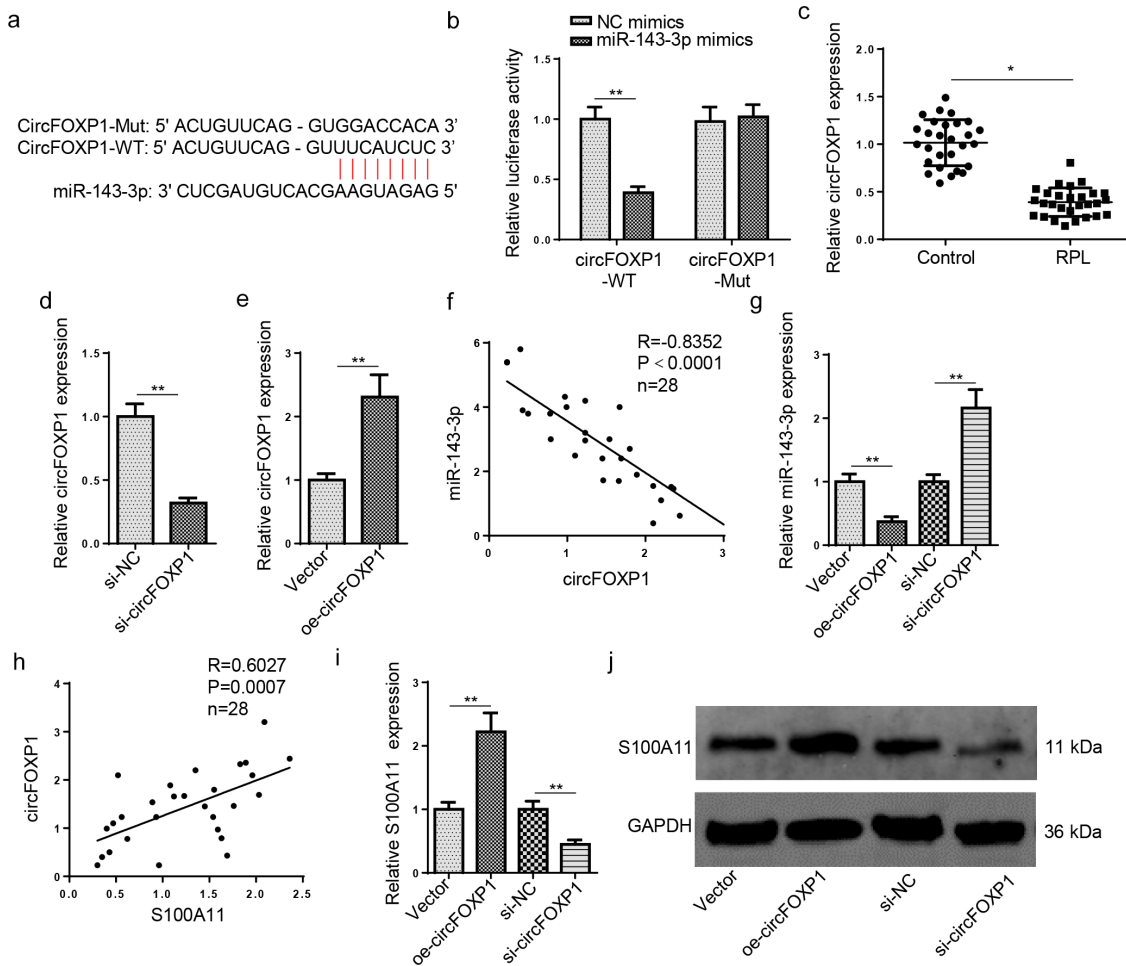 a
CircFOXP1-Mut: 5' ACUGUUCAG - GUGGACCACA 3'
CircFOXP1-WT: 5' ACUGUUCAG - GUUUCAUCUC 3'
miR-143-3p: 3' CUCGAUGUCACGAAGUAGAG 5'
b
NC mimics
miR-143-3p mimics
Relative luciferase activity
1.5
1.0
0.5
0.0
**
circFOXP1
-WT
circFOXP1
-Mut
c
Relative circFOXP1 expression
2.0
1.5
1.0
0.5
0.0
*
Control
RPL
d
Relative circFOXP1 expression
1.5
1.0
0.5
0.0
**
si-NC
si-circFOXP1
e
Relative circFOXP1 expression
3
2
1
0
**
Vector
oe-circFOXP1
f
R=-0.8352
P < 0.0001
n=28
miR-143-3p
6
4
2
0
0
1
2
3
circFOXP1
g
Relative miR-143-3p expression
3
2
1
0
**
**
Vector
oe-circFOXP1
si-NC
si-circFOXP1
h
R=0.6027
P=0.0007
n=28
circFOXP1
4
3
2
1
0
0.0
0.5
1.0
1.5
2.0
2.5
S100A11
i
Relative S100A11 expression
3
2
1
0
**
**
Vector
oe-circFOXP1
si-NC
si-circFOXP1
j
S100A11
11 kDa
GAPDH
36 kDa
Vector
oe-circFOXP1
si-NC
si-circFOXP1